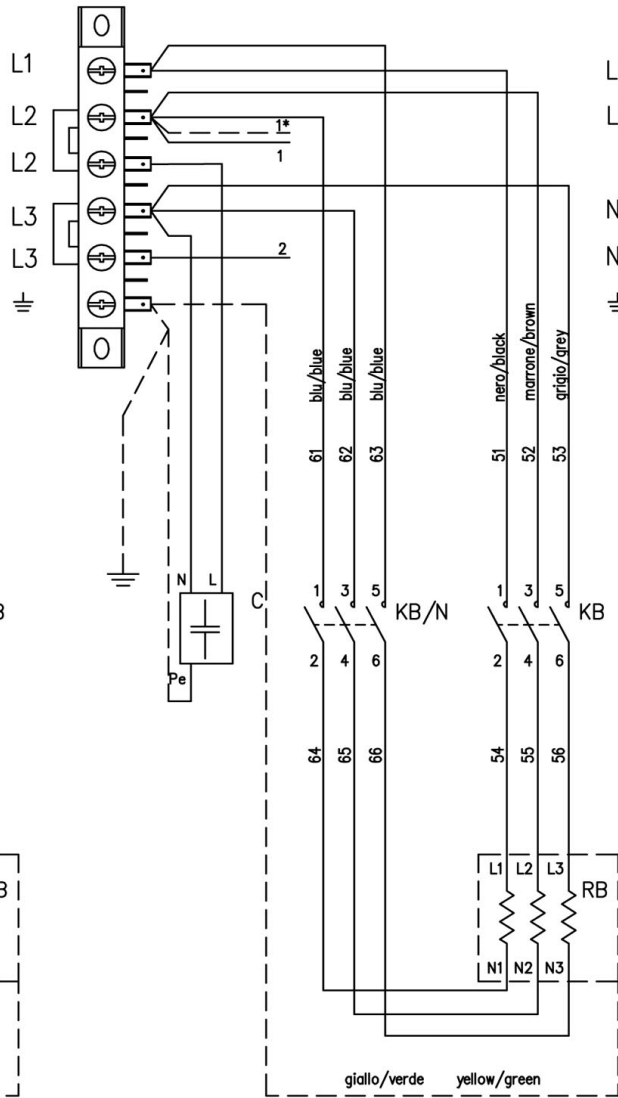 L1
L
L2
L
1*
1
L2
L3
N
L3
2
N
blu/blue
blu/blue
blu/blue
nero/black
marrone/brown
grigio/grey
61
62
63
51
52
53
N L
C
1 3 5
KB/N
1 3 5
KB
B
2 4 6
2 4 6
Pe
64
65
66
54
55
56
L1 L2 L3
RB
B
N1 N2 N3
giallo/verde yellow/green